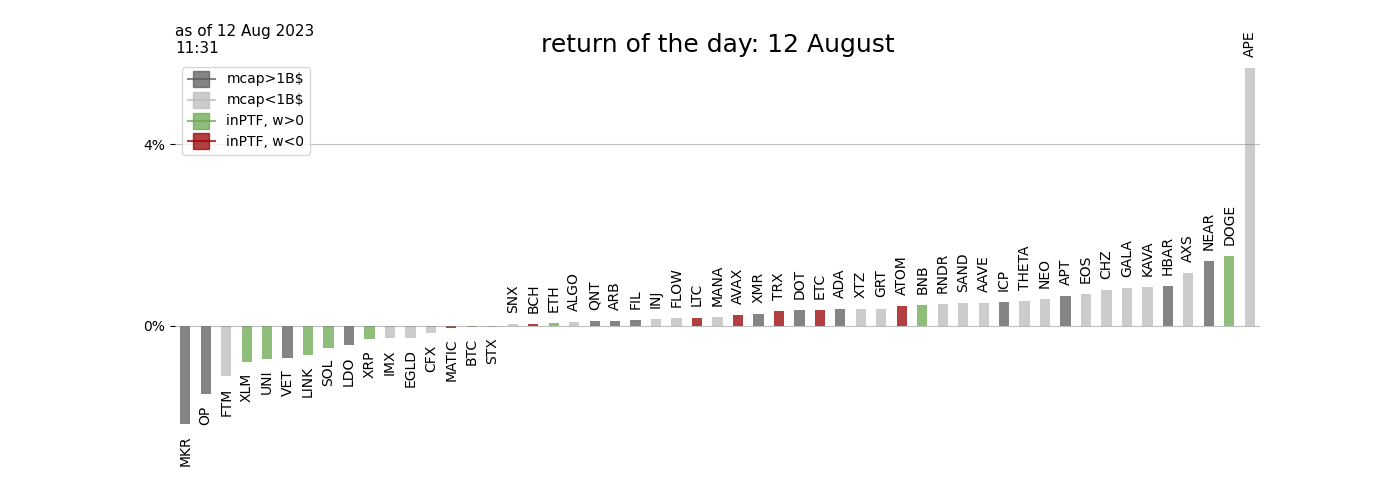 as of 12 Aug 2023
11:31
return of the day: 12 August
mcap>1B$
mcap<1B$
inPTF, w>0
inPTF, w<0
4%
0%
MKR
OP
FTM
XLM
UNI
VET
LINK
SOL
LDO
XRP
IMX
EGLD
CFX
MATIC
BTC
STX
SNX
BCH
ETH
ALGO
QNT
ARB
FIL
INJ
FLOW
LTC
MANA
AVAX
XMR
TRX
DOT
ETC
ADA
XTZ
GRT
ATOM
BNB
RNDR
SAND
AAVE
ICP
THETA
NEO
APT
EOS
CHZ
GALA
KAVA
HBAR
AXS
NEAR
DOGE
APE